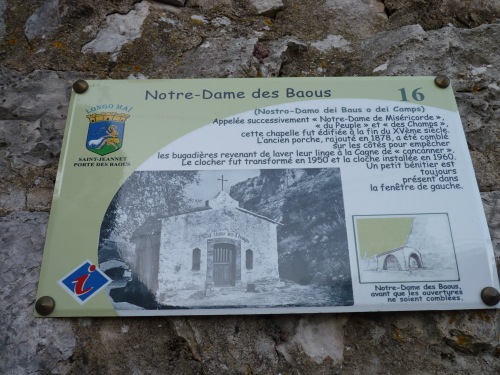 Notre-Dame des Baous 16
(Nostro-Damo dei Baus o dei Camps)
Appelée successivement « Notre-Dame de Miséricorde »,
« du Peuple » et « des Champs »,
cette chapelle fut édifiée à la fin du XVème siècle.
L'ancien porche, rajouté en 1878, a été comblé
sur les côtés pour empêcher
les bugadières revenant de laver leur linge à la Cagne de « cancanner ».
Le clocher fut transformé en 1950 et la cloche installée en 1960.
Un petit bénitier est
toujours
présent dans
la fenêtre de gauche.
LONGO MAI
SAINT-JEANNET
PORTE DES BAOUS
i
Notre-Dame des Baous,
avant que les ouvertures
ne soient comblées.